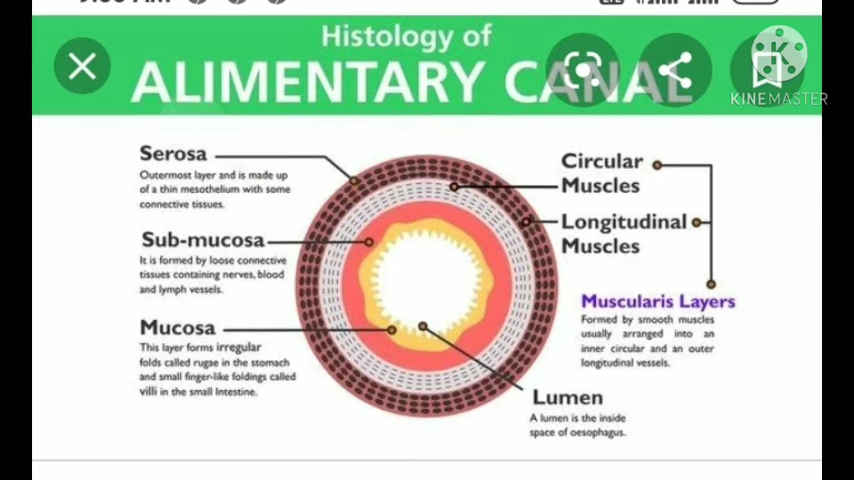 Histology of
ALIMENTARY CANAL
KINEMASTER
Serosa
Outermost layer and is made up
of a thin mesothelium with some
connective tissues.
Sub-mucosa
It is formed by loose connective
tissues containing nerves, blood
and lymph vessels.
Mucosa
This layer forms irregular
folds called rugae in the stomach
and small finger-like foldings called
villi in the small Intestine.
Circular
Muscles
Longitudinal
Muscles
Muscularis Layers
Formed by smooth muscles
usually arranged into an
inner circular and an outer
longitudinal vessels.
Lumen
A lumen is the inside
space of oesophagus.